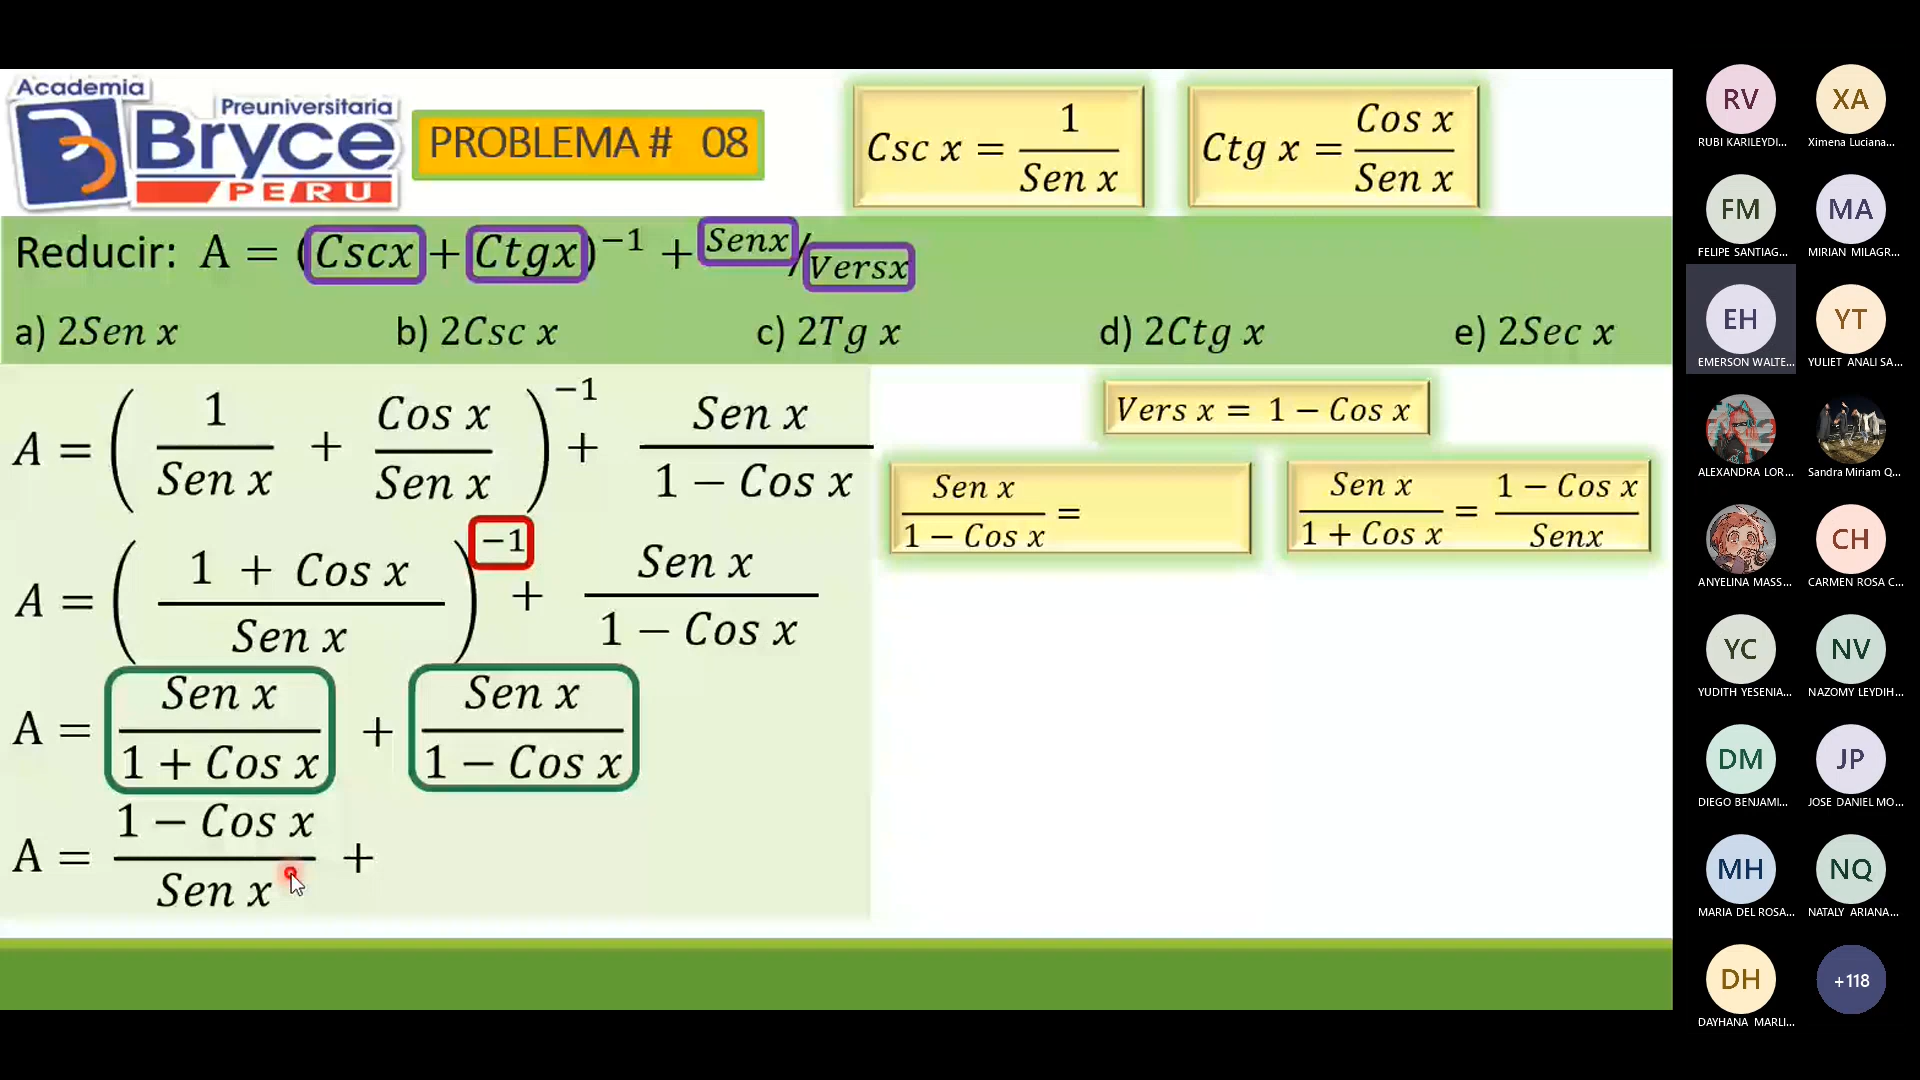 Academia
Preuniversitaria
Bryce
PERU
PROBLEMA # 08
Csc x = 1 / Sen x
Ctg x = Cos x / Sen x
Reducir: A = (Cscx + Ctgx)⁻¹ + Senx/Versx
a) 2Sen x b) 2Csc x c) 2Tg x d) 2Ctg x e) 2Sec x
A = ( 1 / Sen x + Cos x / Sen x )⁻¹ + Sen x / 1 − Cos x
A = ( 1 + Cos x / Sen x )⁻¹ + Sen x / 1 − Cos x
A = Sen x / 1 + Cos x + Sen x / 1 − Cos x
A = 1 − Cos x / Sen x +
Vers x = 1 − Cos x
Sen x / 1 − Cos x =
Sen x / 1 + Cos x = 1 − Cos x / Senx
RV
RUBI KARILEYDI...
XA
Ximena Luciana...
FM
FELIPE SANTIAG...
MA
MIRIAN MILAGR...
EH
EMERSON WALTE...
YT
YULIET ANALI SA...
ALEXANDRA LOR...
Sandra Miriam Q...
ANYELINA MASS...
CH
CARMEN ROSA C...
YC
YUDITH YESENIA...
NV
NAZOMY LEYDIH...
DM
DIEGO BENJAMI...
JP
JOSE DANIEL MO...
MH
MARIA DEL ROSA...
NQ
NATALY ARIANA...
DH
DAYHANA MARLI...
+118